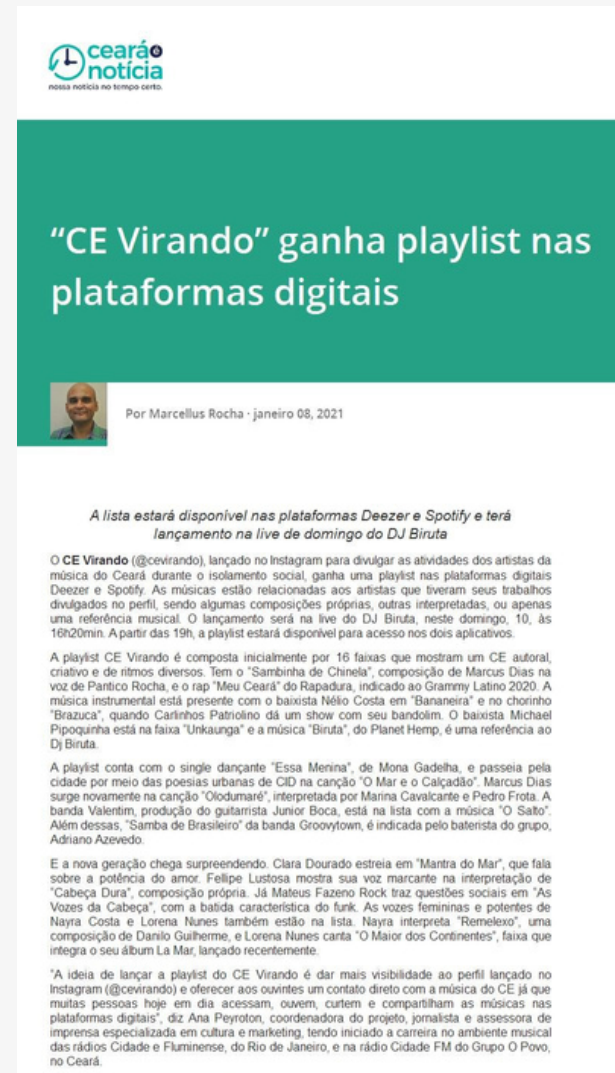 ceará
notícia
nossa notícia no tempo certo.
“CE Virando” ganha playlist nas
plataformas digitais
Por Marcellus Rocha · janeiro 08, 2021
A lista estará disponível nas plataformas Deezer e Spotify e terá
lançamento na live de domingo do DJ Biruta
O CE Virando (@cevirando), lançado no Instagram para divulgar as atividades dos artistas da
música do Ceará durante o isolamento social, ganha uma playlist nas plataformas digitais
Deezer e Spotify. As músicas estão relacionadas aos artistas que tiveram seus trabalhos
divulgados no perfil, sendo algumas composições próprias, outras interpretadas, ou apenas
uma referência musical. O lançamento será na live do DJ Biruta, neste domingo, 10, às
16h20min. A partir das 19h, a playlist estará disponível para acesso nos dois aplicativos.
A playlist CE Virando é composta inicialmente por 16 faixas que mostram um CE autoral,
criativo e de ritmos diversos. Tem o "Sambinha de Chinela", composição de Marcus Dias na
voz de Pantico Rocha, e o rap "Meu Ceará" do Rapadura, indicado ao Grammy Latino 2020. A
música instrumental está presente com o baixista Nélio Costa em "Bananeira" e no chorinho
"Brazuca", quando Carlinhos Patriolino dá um show com seu bandolim. O baixista Michael
Pipoquinha está na faixa "Unkaunga" e a música "Biruta", do Planet Hemp, é uma referência ao
Dj Biruta.
A playlist conta com o single dançante "Essa Menina", de Mona Gadelha, e passeia pela
cidade por meio das poesias urbanas de CID na canção "O Mar e o Calçadão". Marcus Dias
surge novamente na canção "Olodumaré", interpretada por Marina Cavalcante e Pedro Frota. A
banda Valentim, produção do guitarrista Junior Boca, está na lista com a música "O Salto".
Além dessas, "Samba de Brasileiro" da banda Groovytown, é indicada pelo baterista do grupo,
Adriano Azevedo.
E a nova geração chega surpreendendo. Clara Dourado estreia em "Mantra do Mar", que fala
sobre a potência do amor. Fellipe Lustosa mostra sua voz marcante na interpretação de
"Cabeça Dura", composição própria. Já Mateus Fazeno Rock traz questões sociais em "As
Vozes da Cabeça", com a batida característica do funk. As vozes femininas e potentes de
Nayra Costa e Lorena Nunes também estão na lista. Nayra interpreta "Remelexo", uma
composição de Danilo Guilherme, e Lorena Nunes canta "O Maior dos Continentes", faixa que
integra o seu álbum La Mar, lançado recentemente.
"A ideia de lançar a playlist do CE Virando é dar mais visibilidade ao perfil lançado no
Instagram (@cevirando) e oferecer aos ouvintes um contato direto com a música do CE já que
muitas pessoas hoje em dia acessam, ouvem, curtem e compartilham as músicas nas
plataformas digitais", diz Ana Peyroton, coordenadora do projeto, jornalista e assessora de
imprensa especializada em cultura e marketing, tendo iniciado a carreira no ambiente musical
das rádios Cidade e Fluminense, do Rio de Janeiro, e na rádio Cidade FM do Grupo O Povo,
no Ceará.